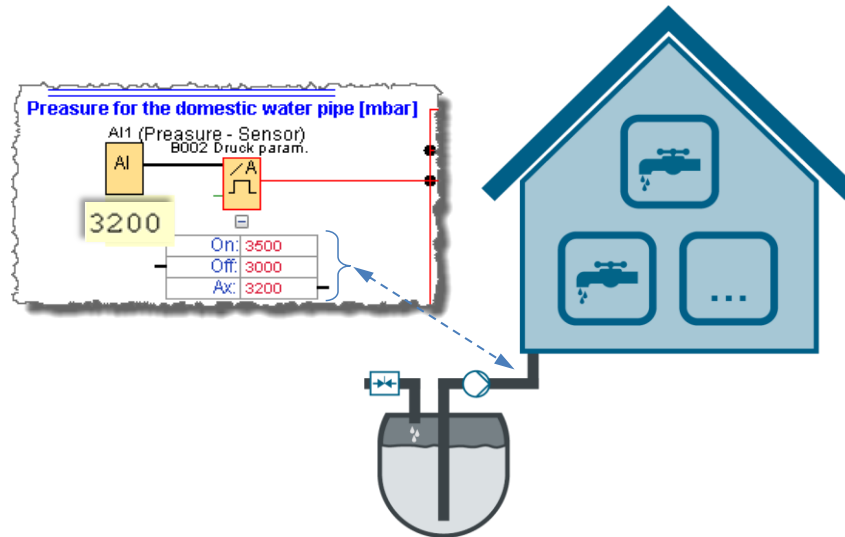 Preasure for the domestic water pipe [mbar]
AI1 (Preasure - Sensor)
B002 Druck param.
AI
/A
3200
On: 3500
Off: 3000
Ax: 3200
...